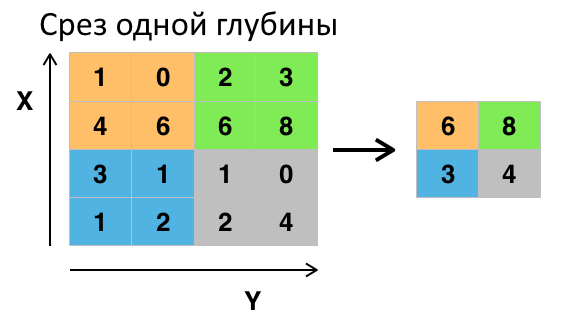 Срез одной глубины
X
1 0 2 3
4 6 6 8
3 1 1 0
1 2 2 4
6 8
3 4
Y